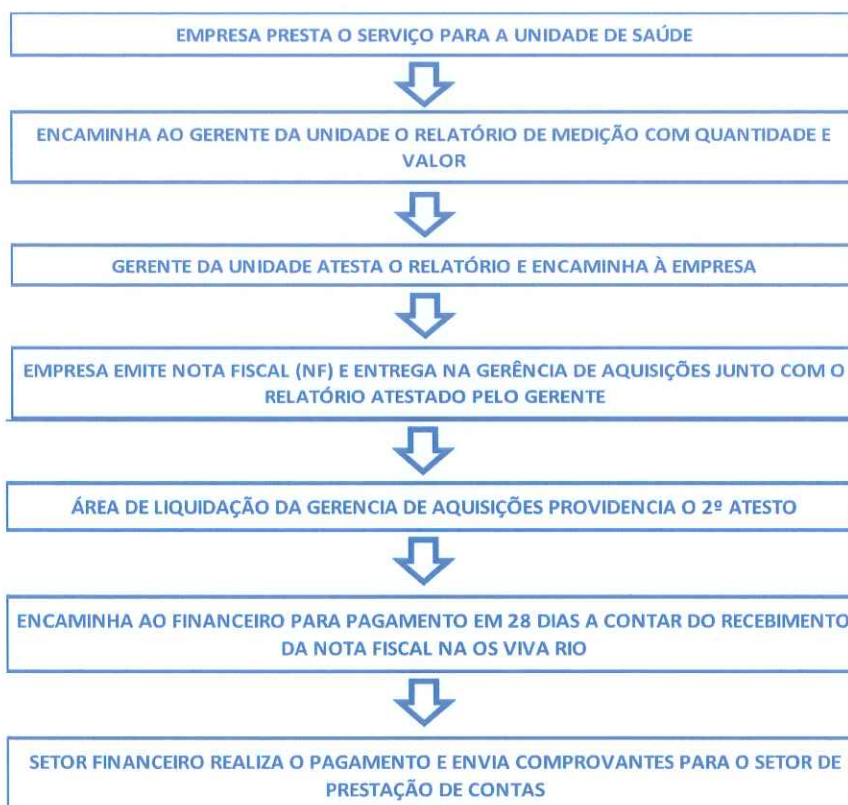 EMPRESA PRESTA O SERVIÇO PARA A UNIDADE DE SAÚDE
ENCAMINHA AO GERENTE DA UNIDADE O RELATÓRIO DE MEDIÇÃO COM QUANTIDADE E
VALOR
GERENTE DA UNIDADE ATESTA O RELATÓRIO E ENCAMINHA À EMPRESA
EMPRESA EMITE NOTA FISCAL (NF) E ENTREGA NA GERÊNCIA DE AQUISIÇÕES JUNTO COM O
RELATÓRIO ATESTADO PELO GERENTE
ÁREA DE LIQUIDAÇÃO DA GERENCIA DE AQUISIÇÕES PROVIDENCIA O 2º ATESTO
ENCAMINHA AO FINANCEIRO PARA PAGAMENTO EM 28 DIAS A CONTAR DO RECEBIMENTO
DA NOTA FISCAL NA OS VIVA RIO
SETOR FINANCEIRO REALIZA O PAGAMENTO E ENVIA COMPROVANTES PARA O SETOR DE
PRESTAÇÃO DE CONTAS